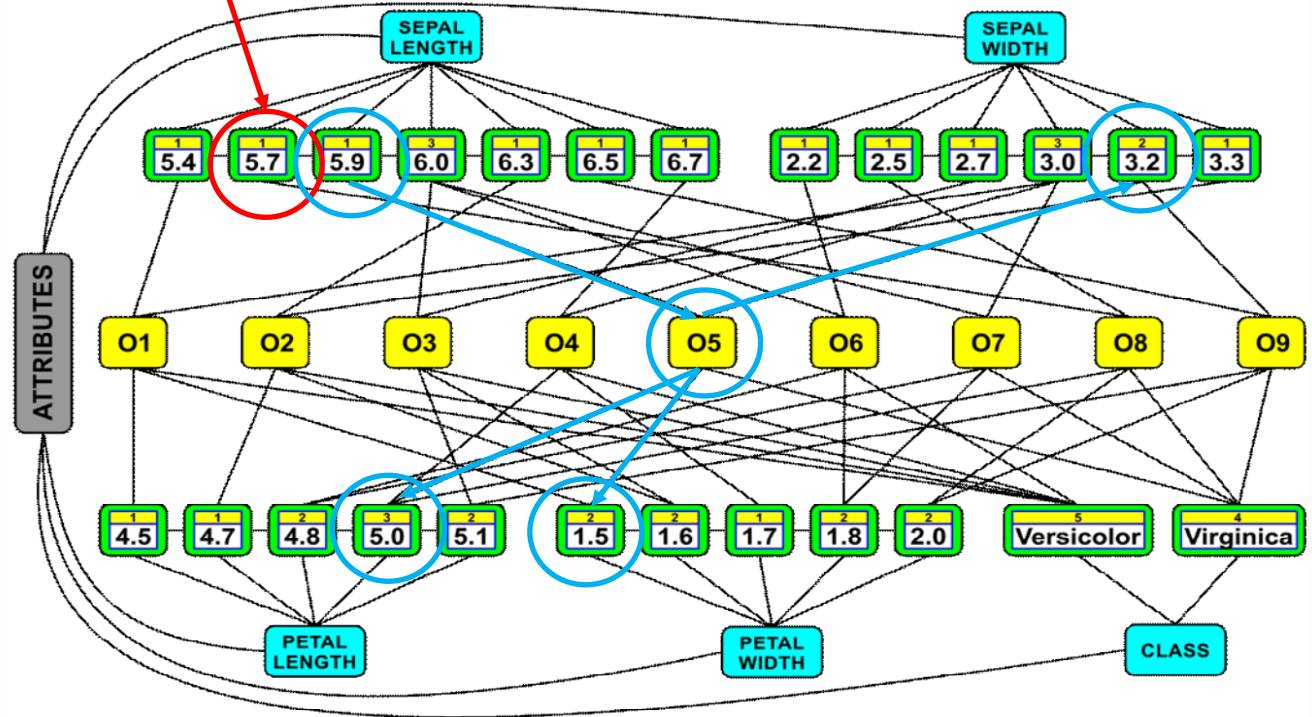 SEPAL
LENGTH
SEPAL
WIDTH
1 1 1 3 1 1 1 1 1 1 3 2 1
5.4 5.7 5.9 6.0 6.3 6.5 6.7 2.2 2.5 2.7 3.0 3.2 3.3
ATTRIBUTES
O1 O2 O3 O4 O5 O6 O7 O8 O9
1 1 2 3 2 2 2 1 2 2 5 4
4.5 4.7 4.8 5.0 5.1 1.5 1.6 1.7 1.8 2.0 Versicolor Virginica
PETAL
LENGTH
PETAL
WIDTH
CLASS